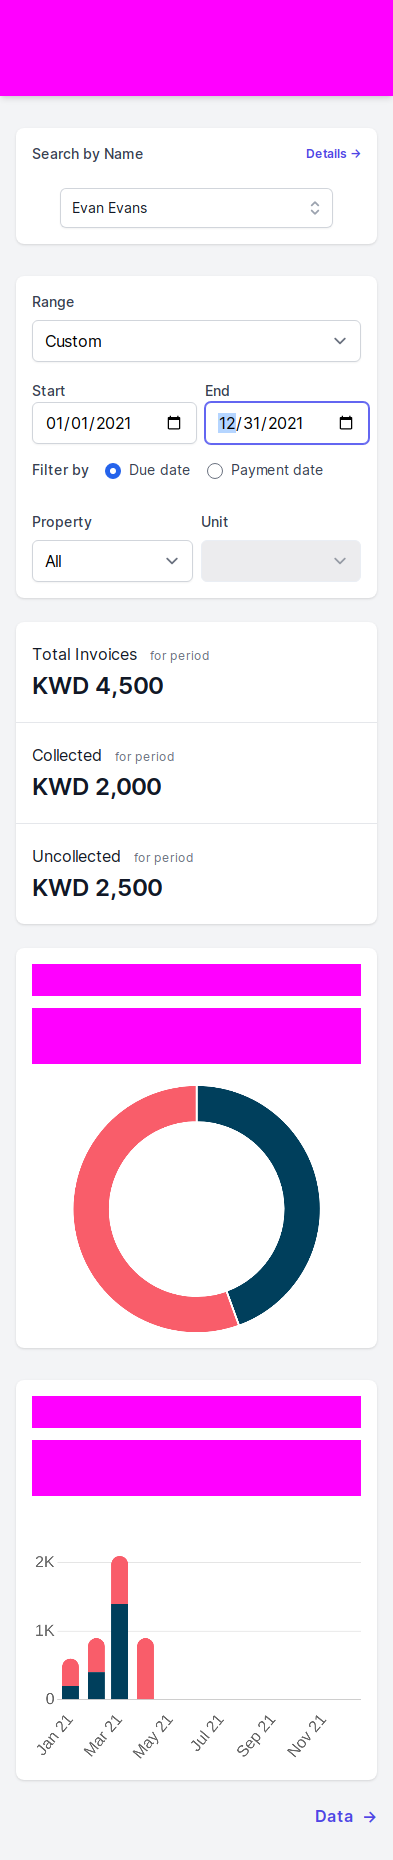 Search by Name Details →
Evan Evans
Range
Custom
Start End
01/01/2021 12/31/2021
Filter by Due date Payment date
Property Unit
All
Total Invoices for period
KWD 4,500
Collected for period
KWD 2,000
Uncollected for period
KWD 2,500
2K
1K
0
Jan 21 Mar 21 May 21 Jul 21 Sep 21 Nov 21
Data →